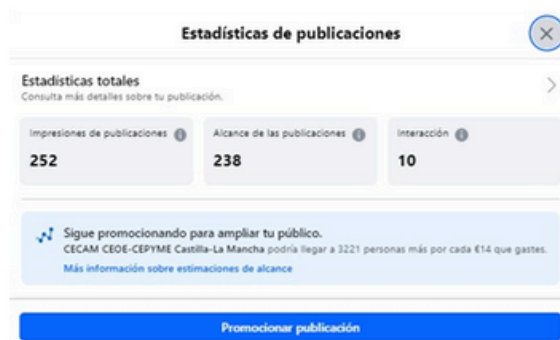 Estadísticas de publicaciones
Estadísticas totales
Consulta más detalles sobre tu publicación.
Impresiones de publicaciones
Alcance de las publicaciones
Interacción
252
238
10
Sigue promocionando para ampliar tu público.
CECAM CEOE-CEPYME Castilla-La Mancha podría llegar a 3221 personas más por cada €14 que gastes.
Más información sobre estimaciones de alcance
Promocionar publicación